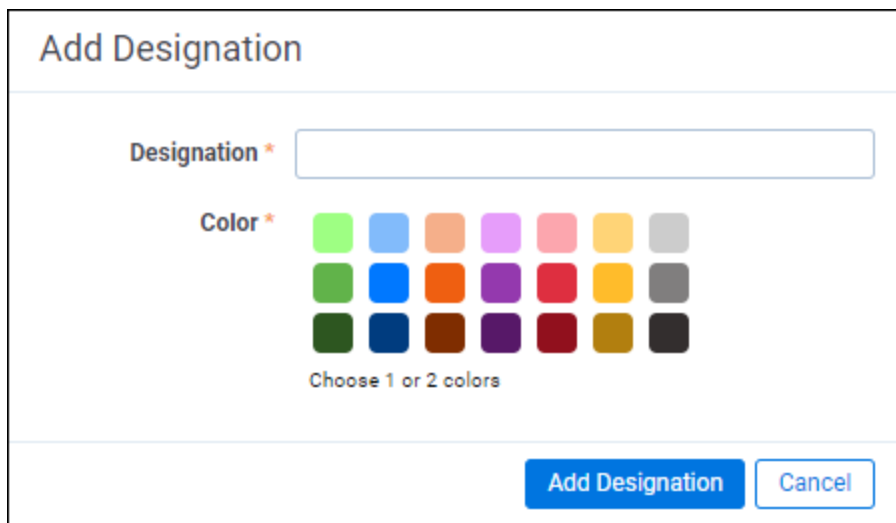 Add Designation
Designation *
Color *
Choose 1 or 2 colors
Add Designation Cancel